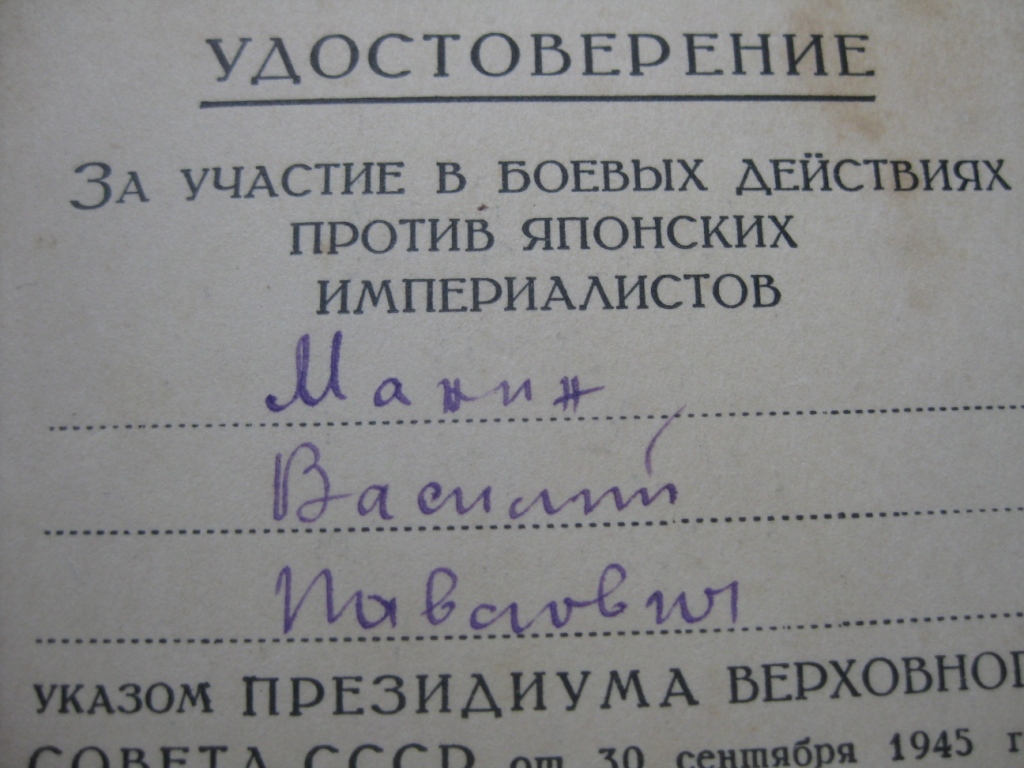 УДОСТОВЕРЕНИЕ
ЗА УЧАСТИЕ В БОЕВЫХ ДЕЙСТВИЯХ
ПРОТИВ ЯПОНСКИХ
ИМПЕРИАЛИСТОВ
Манин
Василий
Павлович
УКАЗОМ ПРЕЗИДИУМА ВЕРХОВНОГ
СОВЕТА СССР от 30 сентября 1945 г